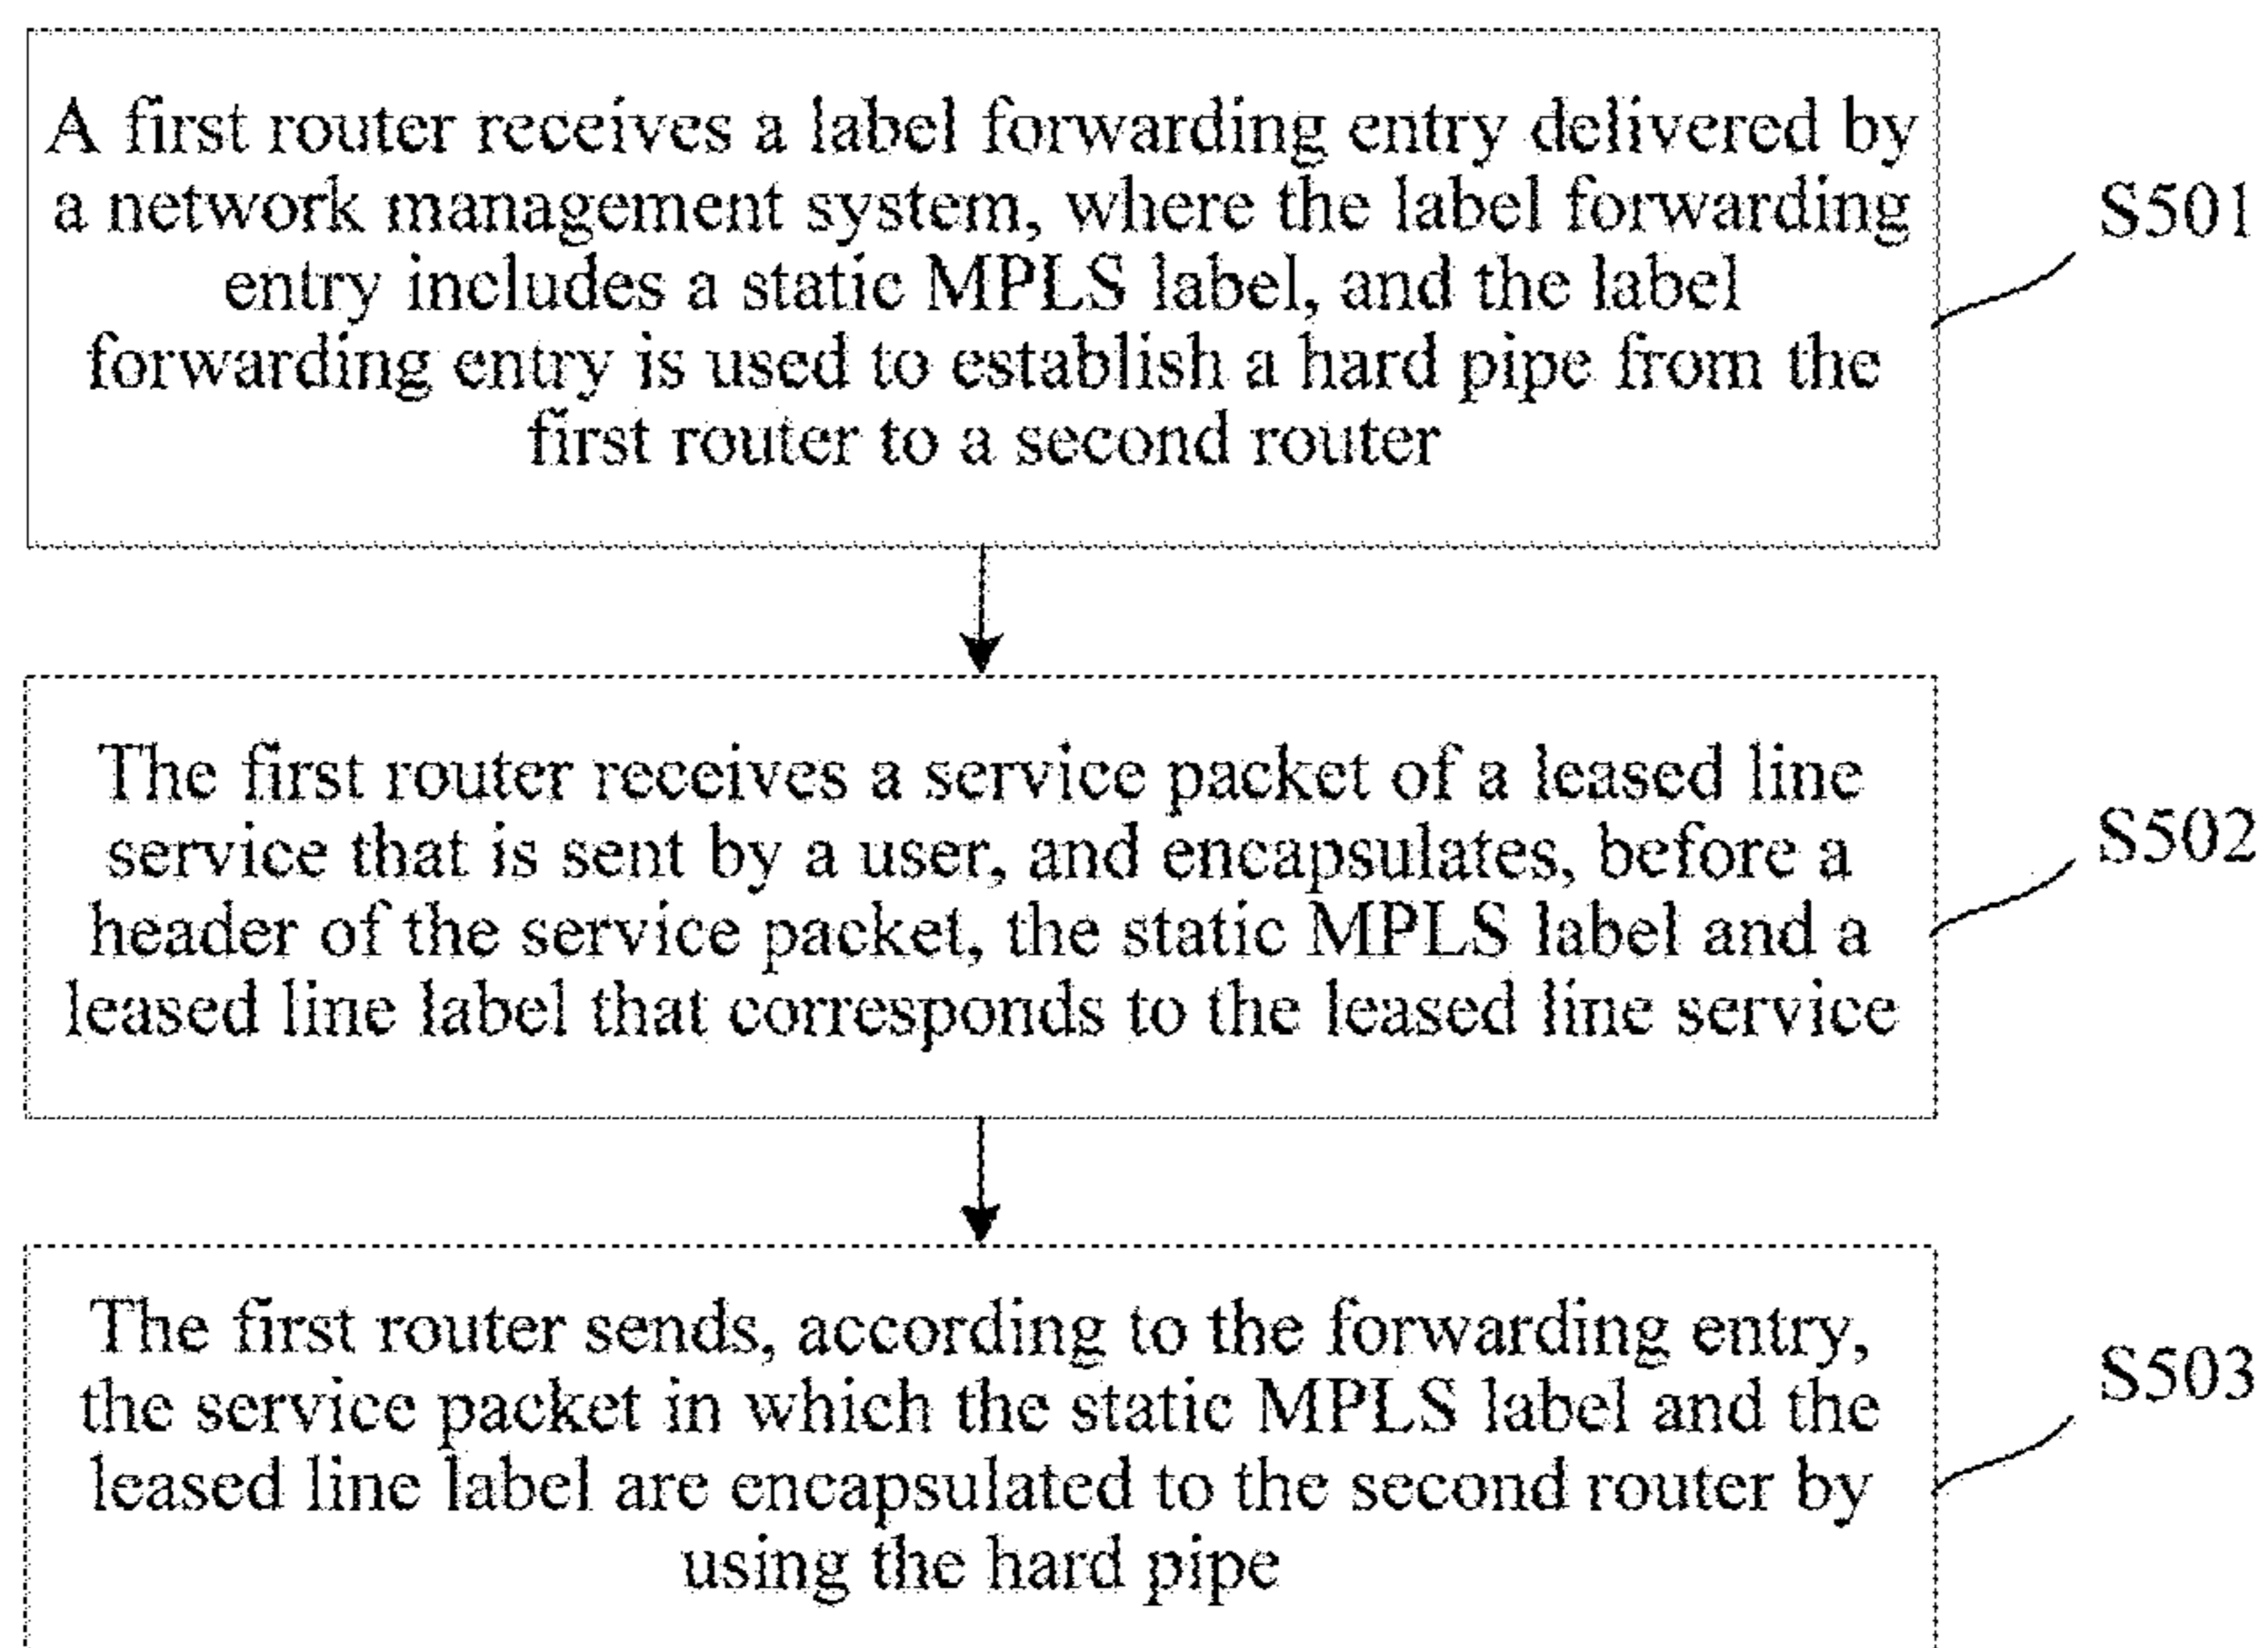 A first router receives a label forwarding entry delivered by
a network management system, where the label forwarding
entry includes a static MPLS label, and the label
forwarding entry is used to establish a hard pipe from the
first router to a second router
S501
The first router receives a service packet of a leased line
service that is sent by a user, and encapsulates, before a
header of the service packet, the static MPLS label and a
leased line label that corresponds to the leased line service
S502
The first router sends, according to the forwarding entry,
the service packet in which the static MPLS label and the
leased line label are encapsulated to the second router by
using the hard pipe
S503